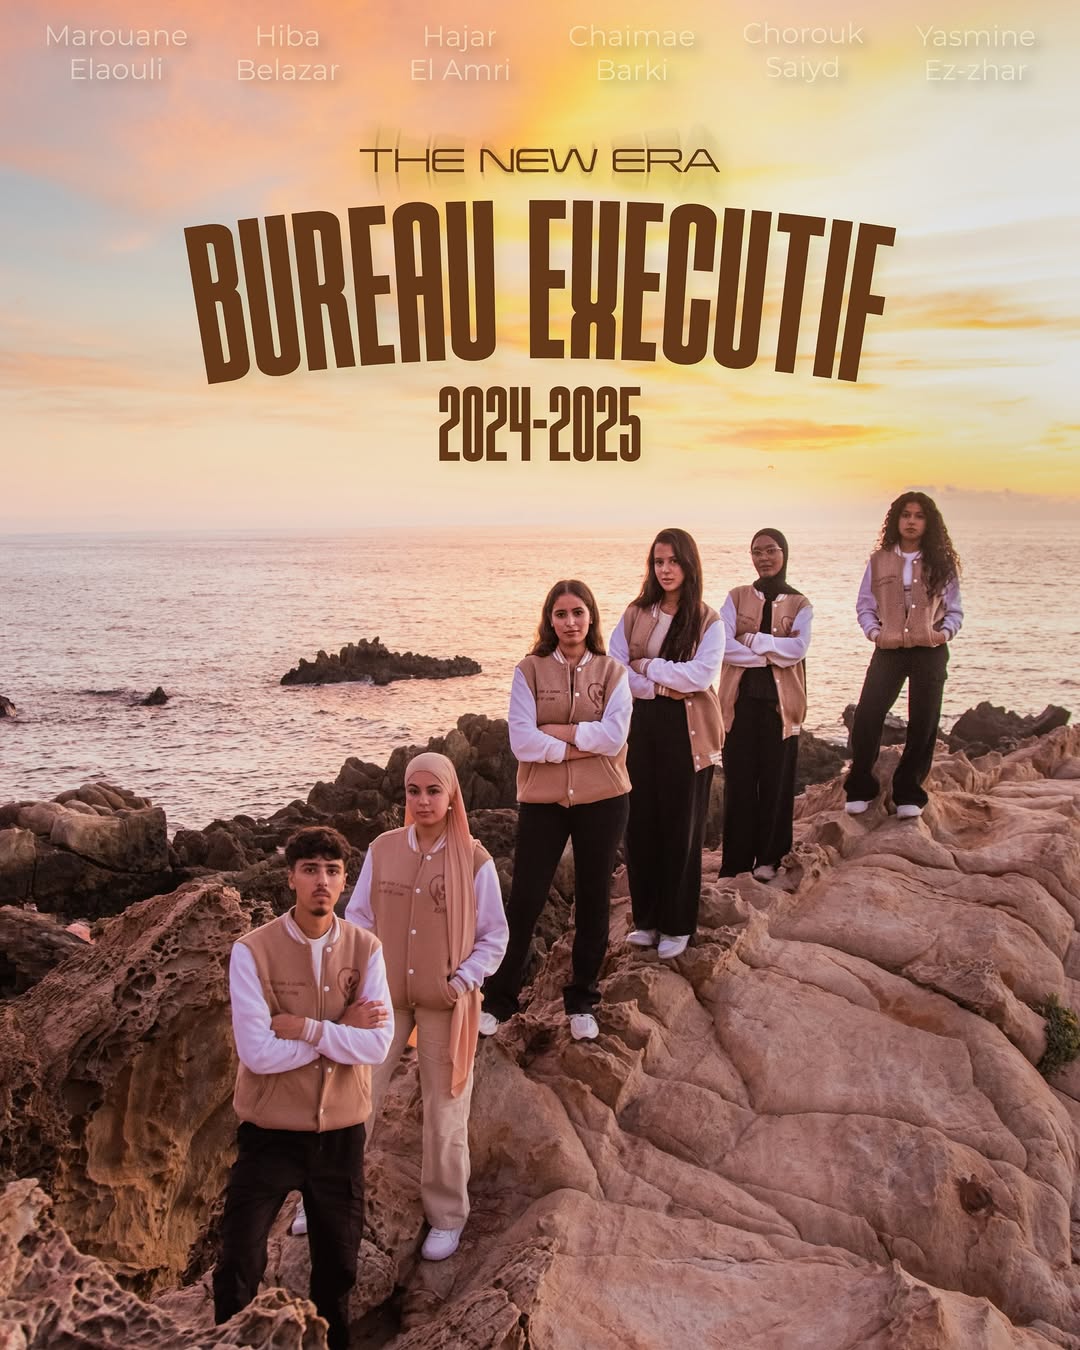 Marouane Elaouli
Hiba Belazar
Hajar El Amri
Chaimae Barki
Chorouk Saiyd
Yasmine Ez-zhar
THE NEW ERA
BUREAU EXECUTIF
2024-2025